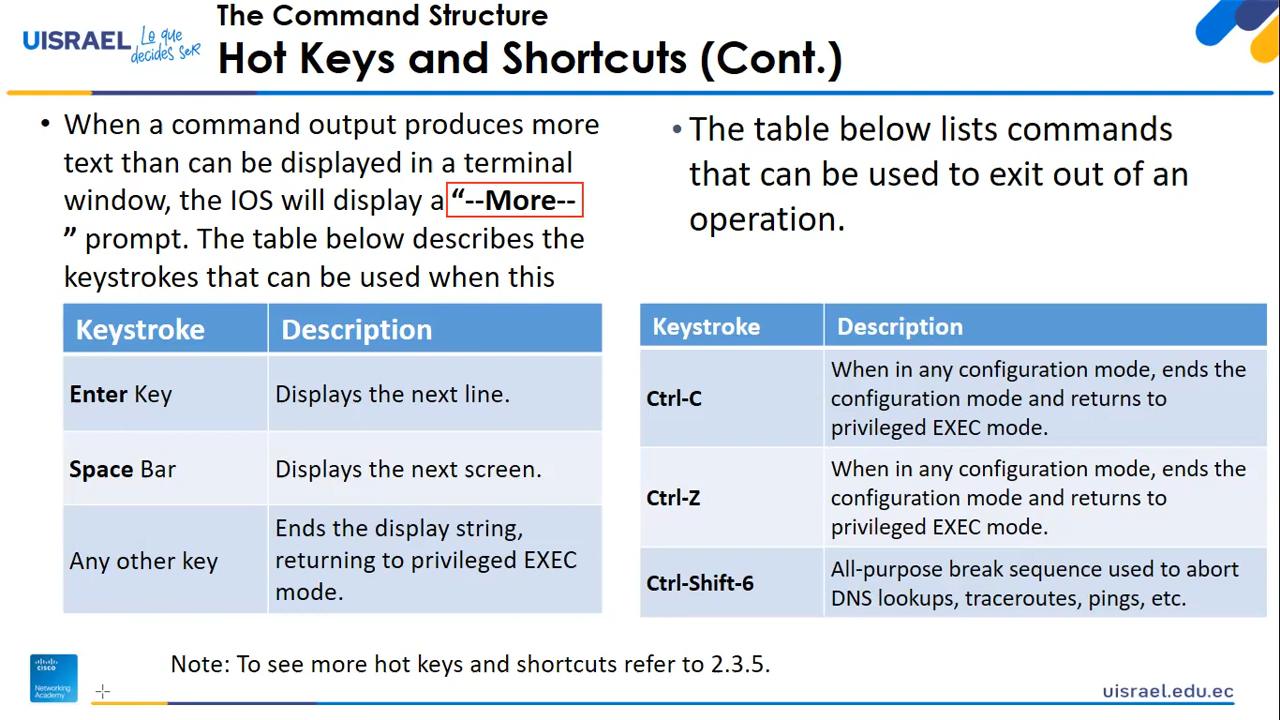 The Command Structure
UISRAEL Lo que
decides seR
Hot Keys and Shortcuts (Cont.)
• When a command output produces more
text than can be displayed in a terminal
window, the IOS will display a “--More--
” prompt. The table below describes the
keystrokes that can be used when this
• The table below lists commands
that can be used to exit out of an
operation.
Keystroke Description
Enter Key Displays the next line.
Space Bar Displays the next screen.
Any other key Ends the display string,
returning to privileged EXEC
mode.
Keystroke Description
Ctrl-C When in any configuration mode, ends the
configuration mode and returns to
privileged EXEC mode.
Ctrl-Z When in any configuration mode, ends the
configuration mode and returns to
privileged EXEC mode.
Ctrl-Shift-6 All-purpose break sequence used to abort
DNS lookups, traceroutes, pings, etc.
Note: To see more hot keys and shortcuts refer to 2.3.5.
CISCO
Networking
Academy
uisrael.edu.ec